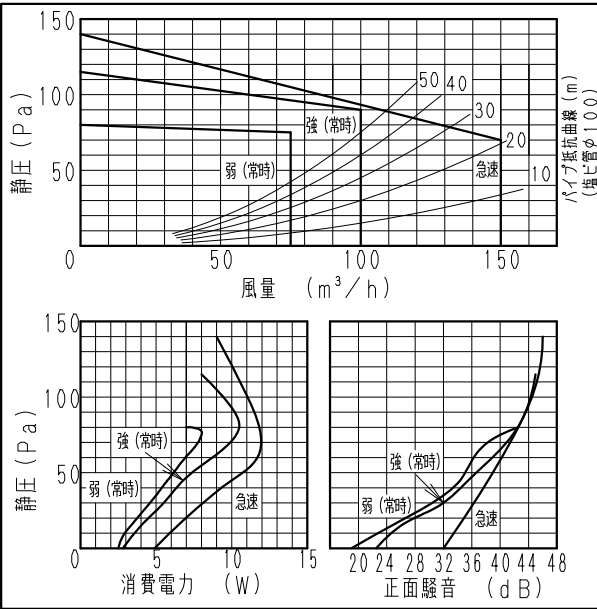 150
100
50
0
静圧(Pa)
50
40
30
20
10
強(常時)
弱(常時)
急速
パイプ抵抗曲線(m)
(塩ビ管φ100)
50
100
150
風量 (m³/h)
150
100
50
0
静圧(Pa)
強(常時)
弱(常時)
急速
5
10
15
消費電力 (W)
強(常時)
弱(常時)
急速
20 24 28 32 36 40 44 48
正面騒音 (dB)